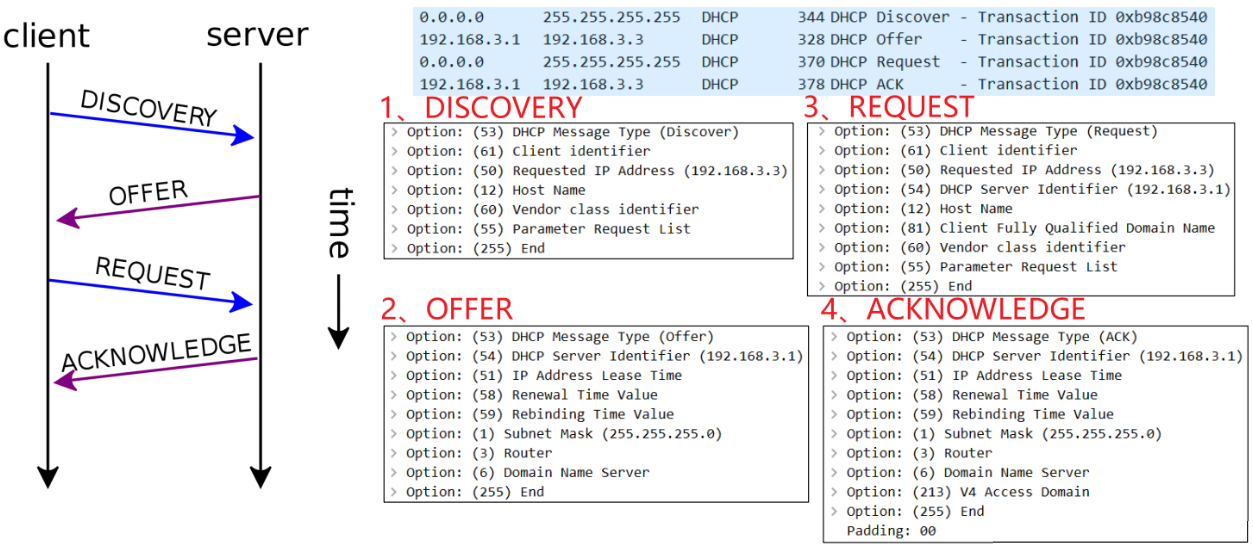 client
server
DISCOVERY
OFFER
REQUEST
ACKNOWLEDGE
time
0.0.0.0 255.255.255.255 DHCP 344 DHCP Discover - Transaction ID 0xb98c8540
192.168.3.1 192.168.3.3 DHCP 328 DHCP Offer - Transaction ID 0xb98c8540
0.0.0.0 255.255.255.255 DHCP 370 DHCP Request - Transaction ID 0xb98c8540
192.168.3.1 192.168.3.3 DHCP 378 DHCP ACK - Transaction ID 0xb98c8540
1、DISCOVERY
> Option: (53) DHCP Message Type (Discover)
> Option: (61) Client identifier
> Option: (50) Requested IP Address (192.168.3.3)
> Option: (12) Host Name
> Option: (60) Vendor class identifier
> Option: (55) Parameter Request List
> Option: (255) End
2、OFFER
> Option: (53) DHCP Message Type (Offer)
> Option: (54) DHCP Server Identifier (192.168.3.1)
> Option: (51) IP Address Lease Time
> Option: (58) Renewal Time Value
> Option: (59) Rebinding Time Value
> Option: (1) Subnet Mask (255.255.255.0)
> Option: (3) Router
> Option: (6) Domain Name Server
> Option: (255) End
3、REQUEST
> Option: (53) DHCP Message Type (Request)
> Option: (61) Client identifier
> Option: (50) Requested IP Address (192.168.3.3)
> Option: (54) DHCP Server Identifier (192.168.3.1)
> Option: (12) Host Name
> Option: (81) Client Fully Qualified Domain Name
> Option: (60) Vendor class identifier
> Option: (55) Parameter Request List
> Option: (255) End
4、ACKNOWLEDGE
> Option: (53) DHCP Message Type (ACK)
> Option: (54) DHCP Server Identifier (192.168.3.1)
> Option: (51) IP Address Lease Time
> Option: (58) Renewal Time Value
> Option: (59) Rebinding Time Value
> Option: (1) Subnet Mask (255.255.255.0)
> Option: (3) Router
> Option: (6) Domain Name Server
> Option: (213) V4 Access Domain
> Option: (255) End
Padding: 00